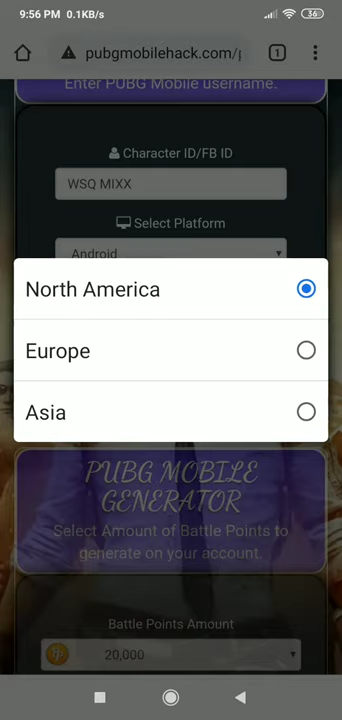 9:56 PM 0.1KB/s
36
pubgmobilehack.com/p
1
Enter PUBG Mobile username.
Character ID/FB ID
WSQ MIXX
Select Platform
Android
North America
Europe
Asia
PUBG MOBILE
GENERATOR
Select Amount of Battle Points to
generate on your account.
Battle Points Amount
20,000